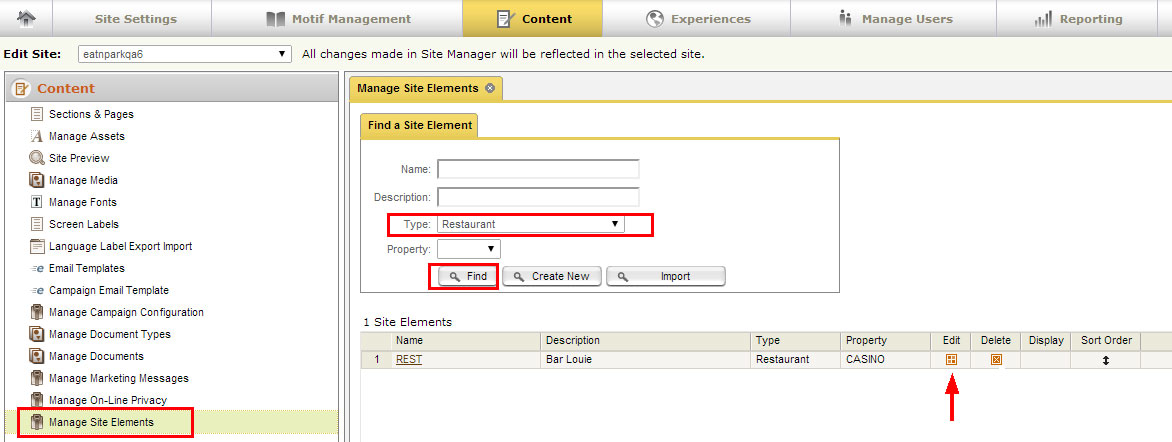 Site Settings Motif Management Content Experiences Manage Users Reporting
Edit Site: eatnparkqa6 All changes made in Site Manager will be reflected in the selected site.
Content
Sections & Pages
Manage Assets
Site Preview
Manage Media
Manage Fonts
Screen Labels
Language Label Export Import
Email Templates
Campaign Email Template
Manage Campaign Configuration
Manage Document Types
Manage Documents
Manage Marketing Messages
Manage On-Line Privacy
Manage Site Elements
Manage Site Elements
Find a Site Element
Name:
Description:
Type: Restaurant
Property:
Find Create New Import
1 Site Elements
Name Description Type Property Edit Delete Display Sort Order
1 REST Bar Louie Restaurant CASINO